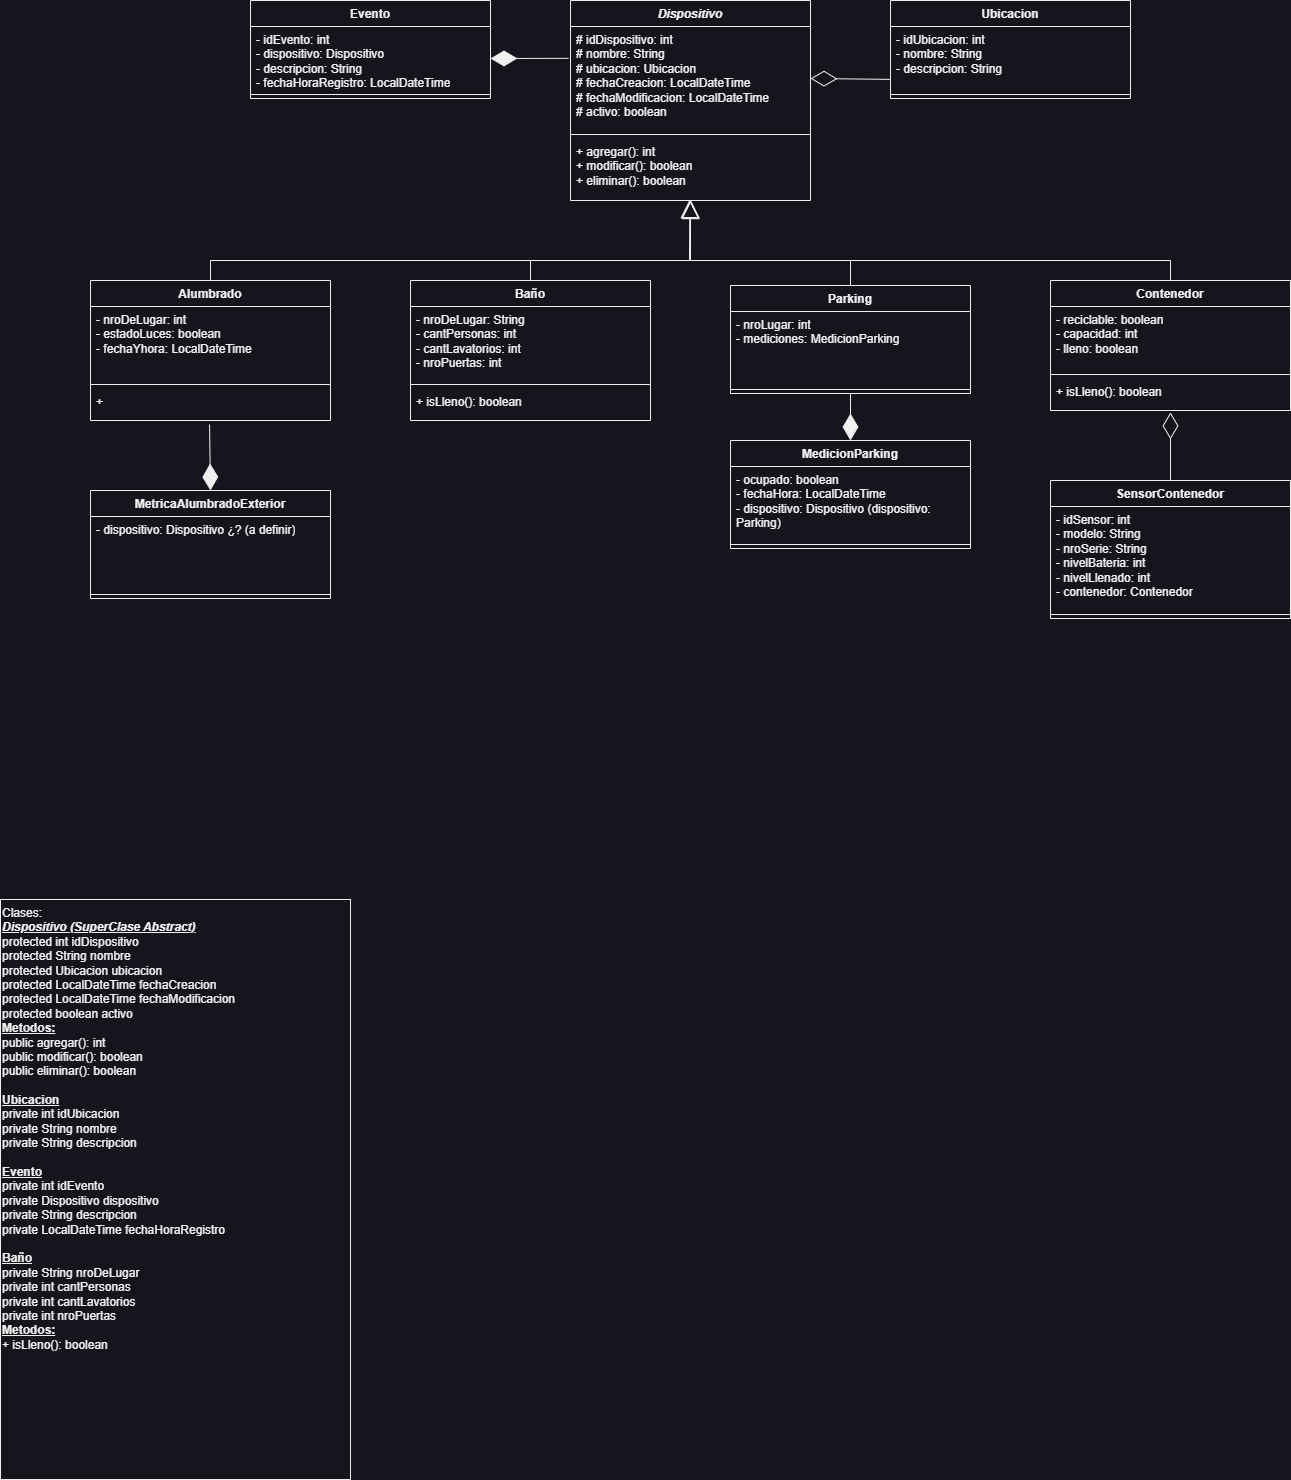 Evento
- idEvento: int
- dispositivo: Dispositivo
- descripcion: String
- fechaHoraRegistro: LocalDateTime
Dispositivo
# idDispositivo: int
# nombre: String
# ubicacion: Ubicacion
# fechaCreacion: LocalDateTime
# fechaModificacion: LocalDateTime
# activo: boolean
+ agregar(): int
+ modificar(): boolean
+ eliminar(): boolean
Ubicacion
- idUbicacion: int
- nombre: String
- descripcion: String
Alumbrado
- nroDeLugar: int
- estadoLuces: boolean
- fechaYhora: LocalDateTime
+
Baño
- nroDeLugar: String
- cantPersonas: int
- cantLavatorios: int
- nroPuertas: int
+ isLleno(): boolean
Parking
- nroLugar: int
- mediciones: MedicionParking
Contenedor
- reciclable: boolean
- capacidad: int
- lleno: boolean
+ isLleno(): boolean
MetricaAlumbradoExterior
- dispositivo: Dispositivo ¿? (a definir)
MedicionParking
- ocupado: boolean
- fechaHora: LocalDateTime
- dispositivo: Dispositivo (dispositivo:
Parking)
SensorContenedor
- idSensor: int
- modelo: String
- nroSerie: String
- nivelBateria: int
- nivelLlenado: int
- contenedor: Contenedor
Clases:
Dispositivo (SuperClase Abstract)
protected int idDispositivo
protected String nombre
protected Ubicacion ubicacion
protected LocalDateTime fechaCreacion
protected LocalDateTime fechaModificacion
protected boolean activo
Metodos:
public agregar(): int
public modificar(): boolean
public eliminar(): boolean
Ubicacion
private int idUbicacion
private String nombre
private String descripcion
Evento
private int idEvento
private Dispositivo dispositivo
private String descripcion
private LocalDateTime fechaHoraRegistro
Baño
private String nroDeLugar
private int cantPersonas
private int cantLavatorios
private int nroPuertas
Metodos:
+ isLleno(): boolean